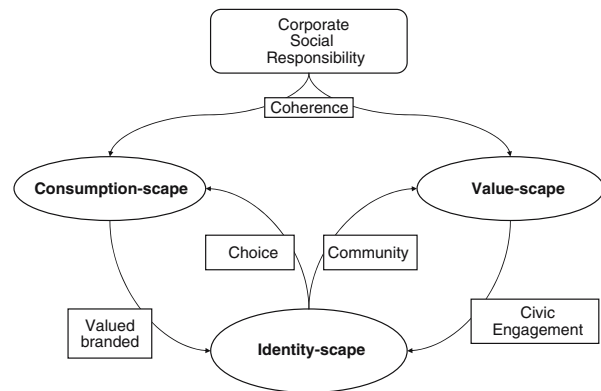 Corporate
Social
Responsibility
Coherence
Consumption-scape
Value-scape
Choice
Community
Valued
branded
Civic
Engagement
Identity-scape